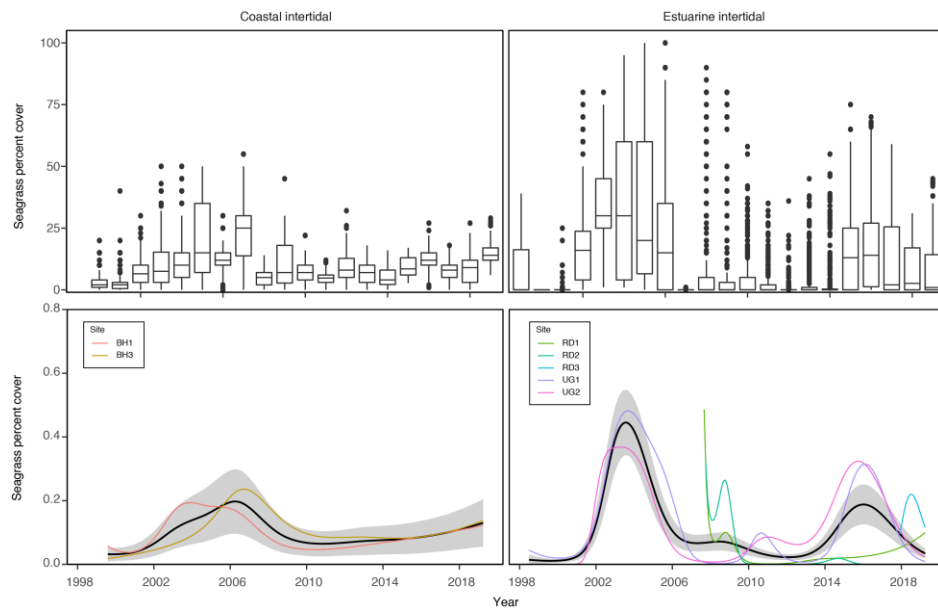 Coastal intertidal
Estuarine intertidal
Seagrass percent cover
100
75
50
25
0
Seagrass percent cover
0.8
0.6
0.4
0.2
0.0
Site
BH1
BH3
Site
RD1
RD2
RD3
UG1
UG2
1998 2002 2006 2010 2014 2018
1998 2002 2006 2010 2014 2018
Year